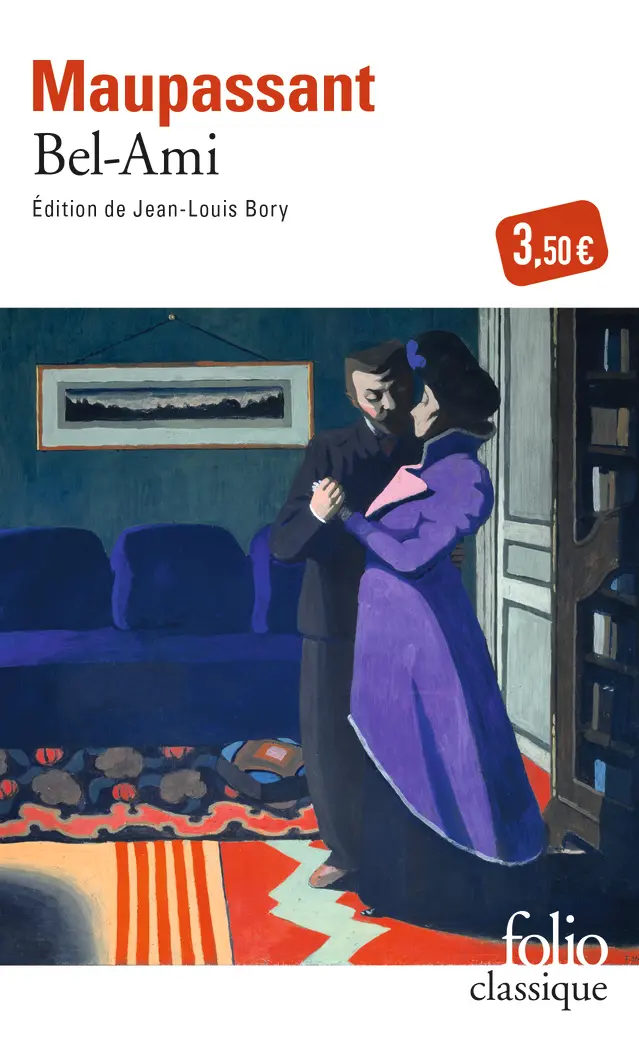 Maupassant
Bel-Ami
Édition de Jean-Louis Bory
3,50 €
folio
classique